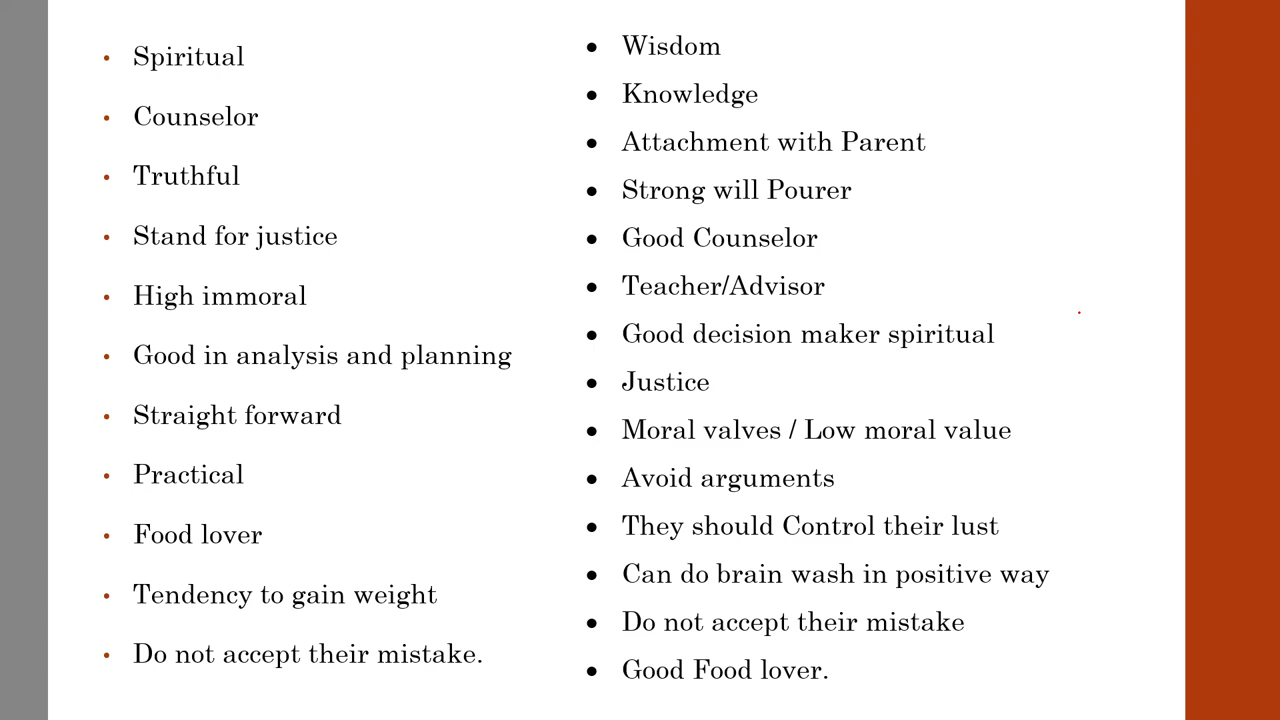 Spiritual
Counselor
Truthful
Stand for justice
High immoral
Good in analysis and planning
Straight forward
Practical
Food lover
Tendency to gain weight
Do not accept their mistake.
Wisdom
Knowledge
Attachment with Parent
Strong will Pourer
Good Counselor
Teacher/Advisor
Good decision maker spiritual
Justice
Moral valves / Low moral value
Avoid arguments
They should Control their lust
Can do brain wash in positive way
Do not accept their mistake
Good Food lover.